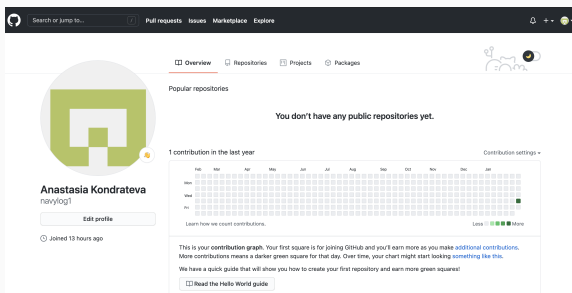 Search or jump to... /
Pull requests Issues Marketplace Explore
Overview Repositories Projects Packages
Popular repositories
You don't have any public repositories yet.
1 contribution in the last year
Contribution settings
Feb Mar Apr May Jun Jul Aug Sep Oct Nov Dec Jan
Mon
Wed
Fri
Learn how we count contributions.
Less More
Anastasia Kondrateva
navylog1
Edit profile
Joined 13 hours ago
This is your contribution graph. Your first square is for joining GitHub and you'll earn more as you make additional contributions.
More contributions means a darker green square for that day. Over time, your chart might start looking something like this.
We have a quick guide that will show you how to create your first repository and earn more green squares!
Read the Hello World guide